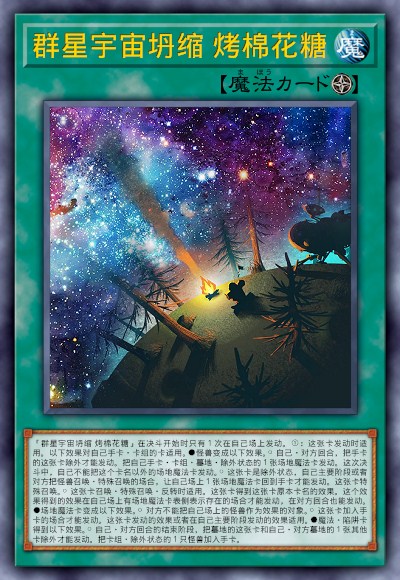 群星宇宙坍缩 烤棉花糖
魔
【魔法カード】
まほう
「群星宇宙坍缩 烤棉花糖」在决斗开始时只有1次在自己场上发动。①：这张卡发动时适
用。以下效果对自己手卡·卡组的卡适用。●怪兽变成以下效果。○自己·对方回合，把手卡
的这张卡除外才能发动。把自己手卡·卡组·墓地·除外状态的1张场地魔法卡发动。这次决
斗中，自己不能把这个卡名以外的场地魔法卡发动。○这张卡是除外状态，自己主要阶段或者
对方把怪兽召唤·特殊召唤的场合，让自己场上1张场地魔法卡回到手卡才能发动。这张卡特
殊召唤。○这张卡召唤·特殊召唤·反转时适用。这张卡得到这张卡原本卡名的效果。这个效
果得到的效果在自己场上有场地魔法卡表侧表示存在的场合才能发动，在对方回合也能发动。
●场地魔法卡变成以下效果。○对方不能把自己场上的怪兽作为效果的对象。○这张卡加入手
卡的场合才能发动。这张卡发动的效果或者在自己主要阶段发动的效果适用。●魔法·陷阱卡
得到以下效果。○自己·对方回合的结束阶段，把墓地的这张卡和自己·对方墓地的1张其他
卡除外才能发动。把卡组·除外状态的1只怪兽加入手卡。